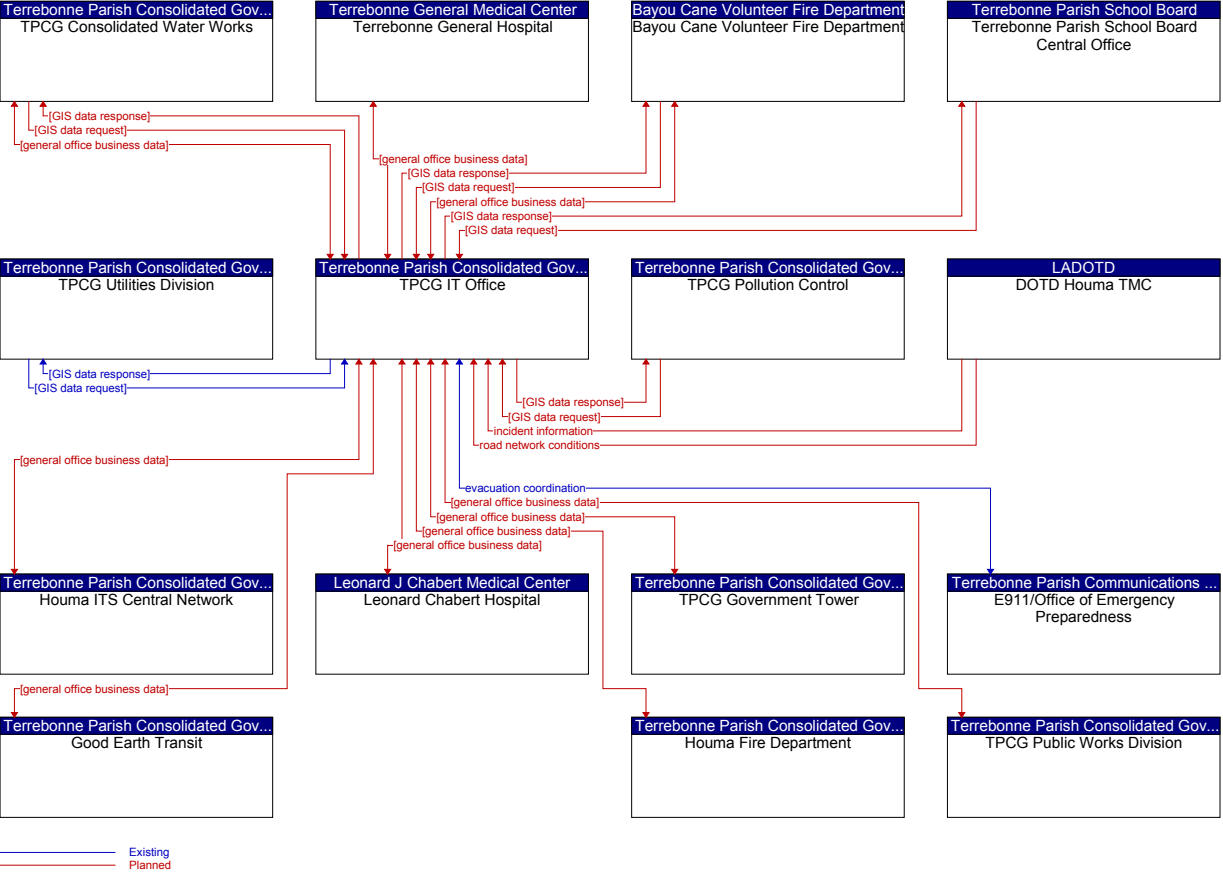 Terrebonne Parish Consolidated Gov...
TPCG Consolidated Water Works
Terrebonne General Medical Center
Terrebonne General Hospital
Bayou Cane Volunteer Fire Department
Bayou Cane Volunteer Fire Department
Terrebonne Parish School Board
Terrebonne Parish School Board
Central Office
[GIS data response]
[GIS data request]
[general office business data]
[general office business data]
[GIS data response]
[GIS data request]
[general office business data]
[GIS data response]
[GIS data request]
Terrebonne Parish Consolidated Gov...
TPCG Utilities Division
Terrebonne Parish Consolidated Gov...
TPCG IT Office
Terrebonne Parish Consolidated Gov...
TPCG Pollution Control
LADOTD
DOTD Houma TMC
[GIS data response]
[GIS data request]
[GIS data response]
[GIS data request]
incident information
road network conditions
[general office business data]
evacuation coordination
[general office business data]
[general office business data]
[general office business data]
[general office business data]
Terrebonne Parish Consolidated Gov...
Houma ITS Central Network
Leonard J Chabert Medical Center
Leonard Chabert Hospital
Terrebonne Parish Consolidated Gov...
TPCG Government Tower
Terrebonne Parish Communications ...
E911/Office of Emergency
Preparedness
[general office business data]
Terrebonne Parish Consolidated Gov...
Good Earth Transit
Terrebonne Parish Consolidated Gov...
Houma Fire Department
Terrebonne Parish Consolidated Gov...
TPCG Public Works Division
Existing
Planned